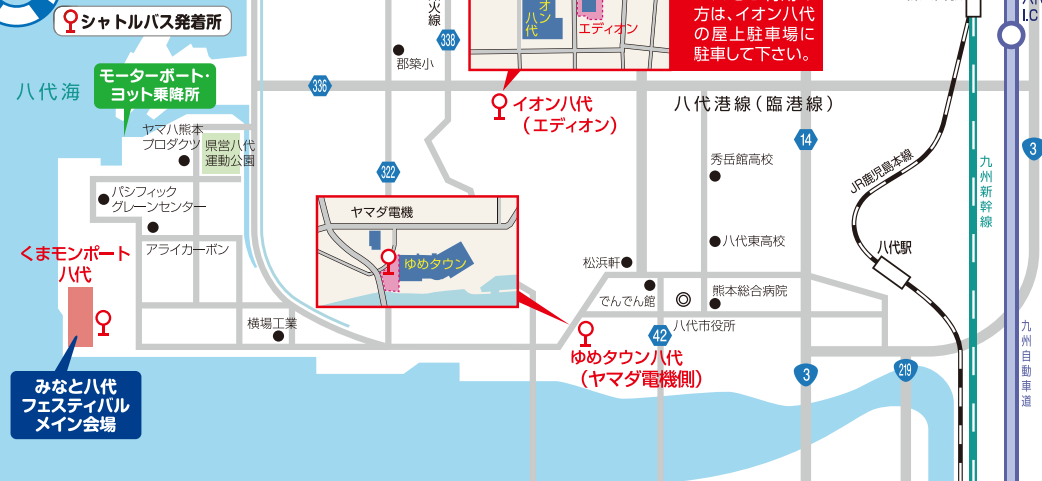 シャトルバス発着所
火線
338
郡築小
イオン八代
エディオン
方は、イオン八代
の屋上駐車場に
駐車して下さい。
I.C
八代海
モーターボート・
ヨット乗降所
336
イオン八代
（エディオン）
八代港線（臨港線）
14
3
ヤマハ熊本
プロダクツ
県営八代
運動公園
322
秀岳館高校
JR鹿児島本線
九州新幹線
パシフィック
グレーンセンター
アライカーボン
ヤマダ電機
ゆめタウン
八代東高校
八代駅
くまモンポート
八代
松浜軒
でんでん館
熊本総合病院
八代市役所
横場工業
42
ゆめタウン八代
（ヤマダ電機側）
3
219
九州自動車道
みなと八代
フェスティバル
メイン会場